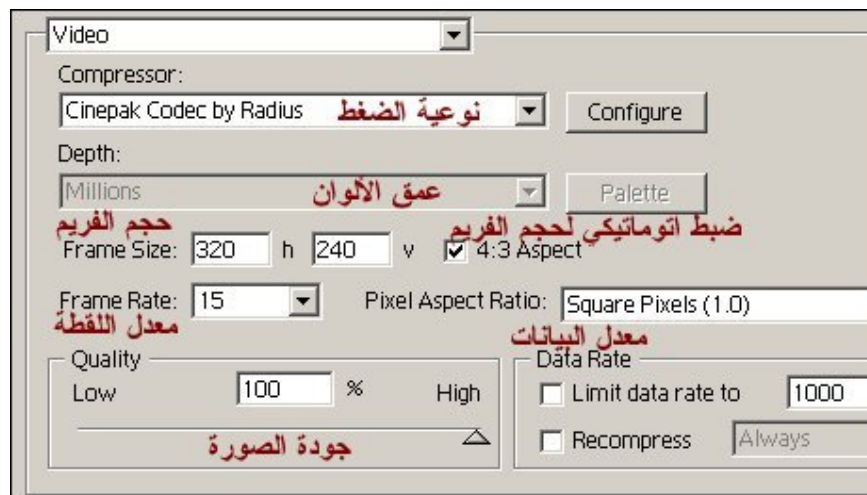 Video
Compressor:
Cinepak Codec by Radius نوعية الضغط Configure
Depth:
Millions عمق الألوان Palette
حجم الفريم ضبط اتوماتيكي لحجم الفريم
Frame Size: 320 h 240 v 4:3 Aspect
Frame Rate: 15 Pixel Aspect Ratio: Square Pixels (1.0)
معدل اللقطة معدل البيانات
Quality Data Rate
Low 100 % High Limit data rate to 1000
جودة الصورة Recompress Always